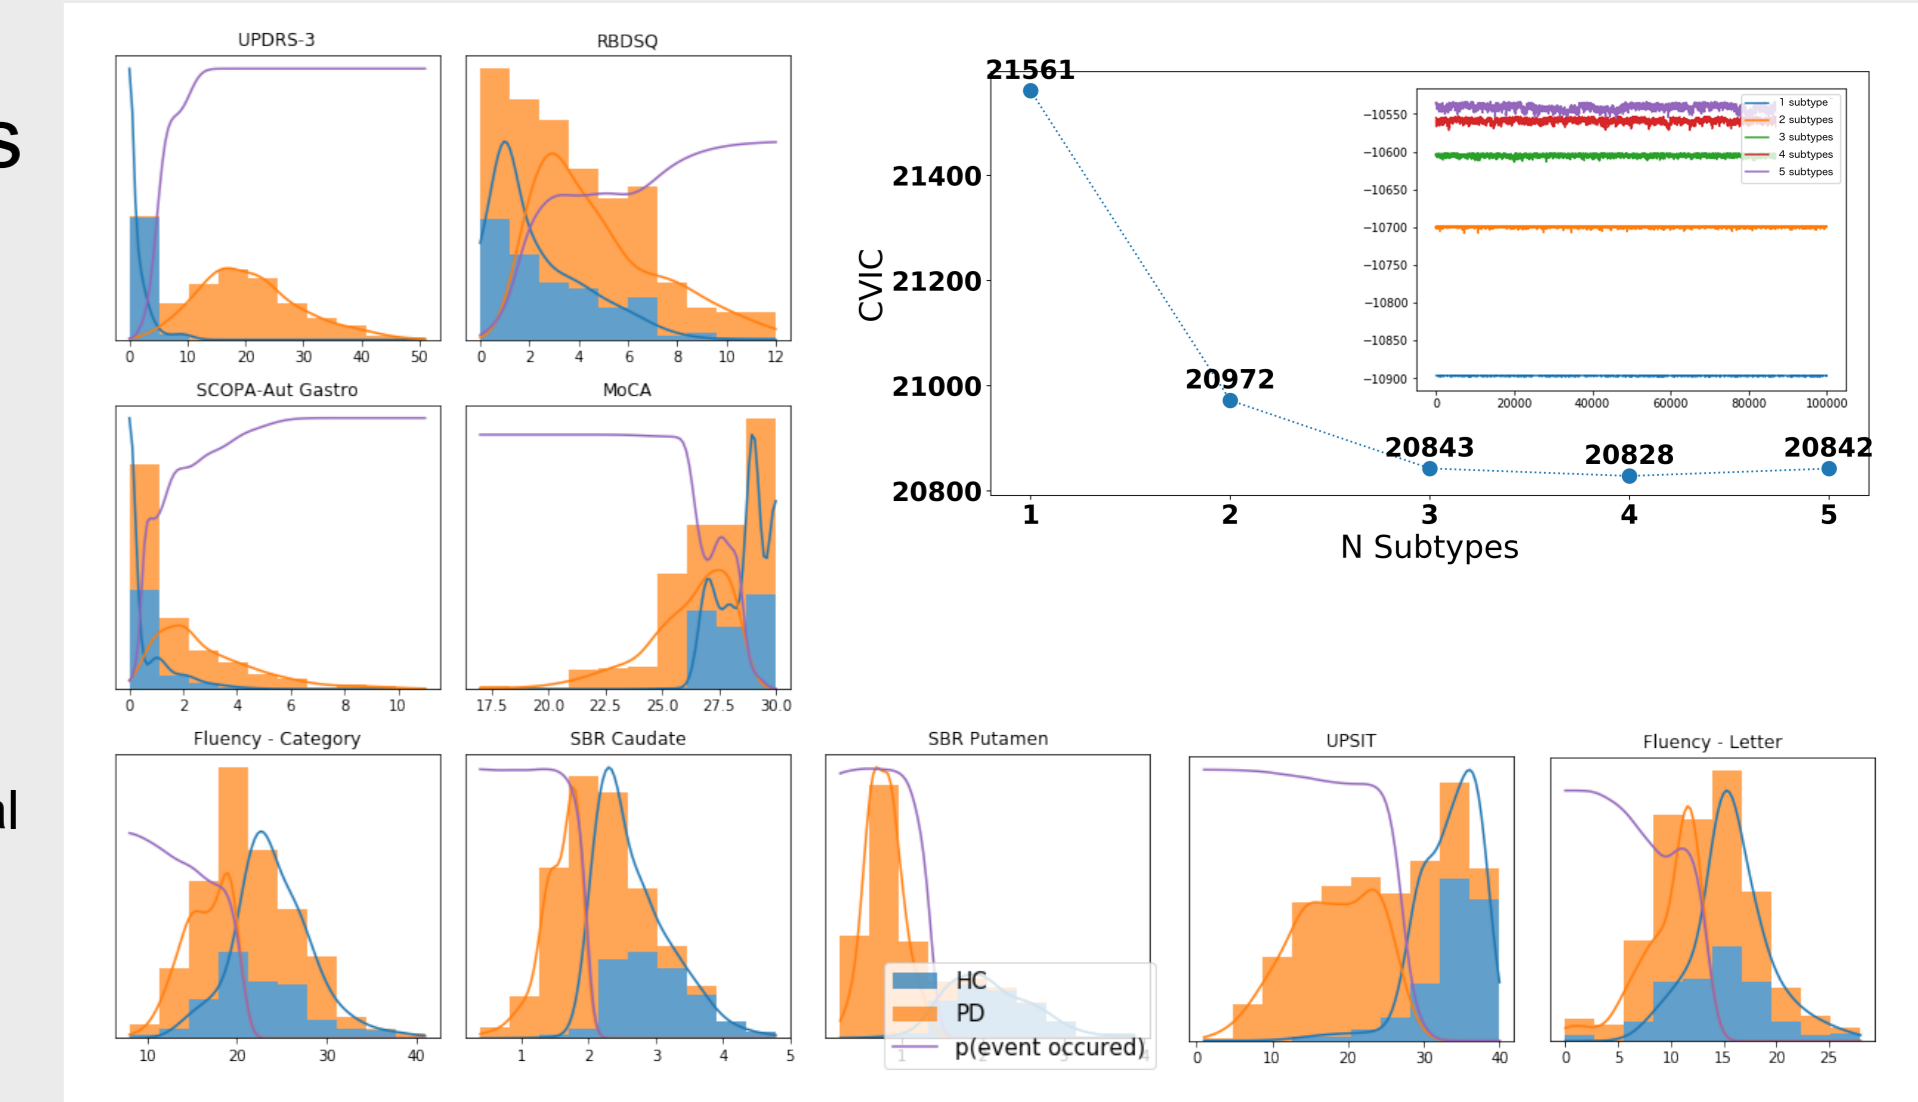 s
al
UPDRS-3
0 10 20 30 40 50
RBDSQ
0 2 4 6 8 10 12
SCOPA-Aut Gastro
0 2 4 6 8 10
MoCA
17.5 20.0 22.5 25.0 27.5 30.0
CVIC
21400
21200
21000
20800
21561
20972
20843
20828
20842
1 2 3 4 5
N Subtypes
−10550
−10600
−10650
−10700
−10750
−10800
−10850
−10900
0 20000 40000 60000 80000 100000
1 subtype
2 subtypes
3 subtypes
4 subtypes
5 subtypes
Fluency - Category
10 20 30 40
SBR Caudate
1 2 3 4 5
SBR Putamen
1 2 3 4
HC
PD
p(event occured)
UPSIT
0 10 20 30 40
Fluency - Letter
0 5 10 15 20 25